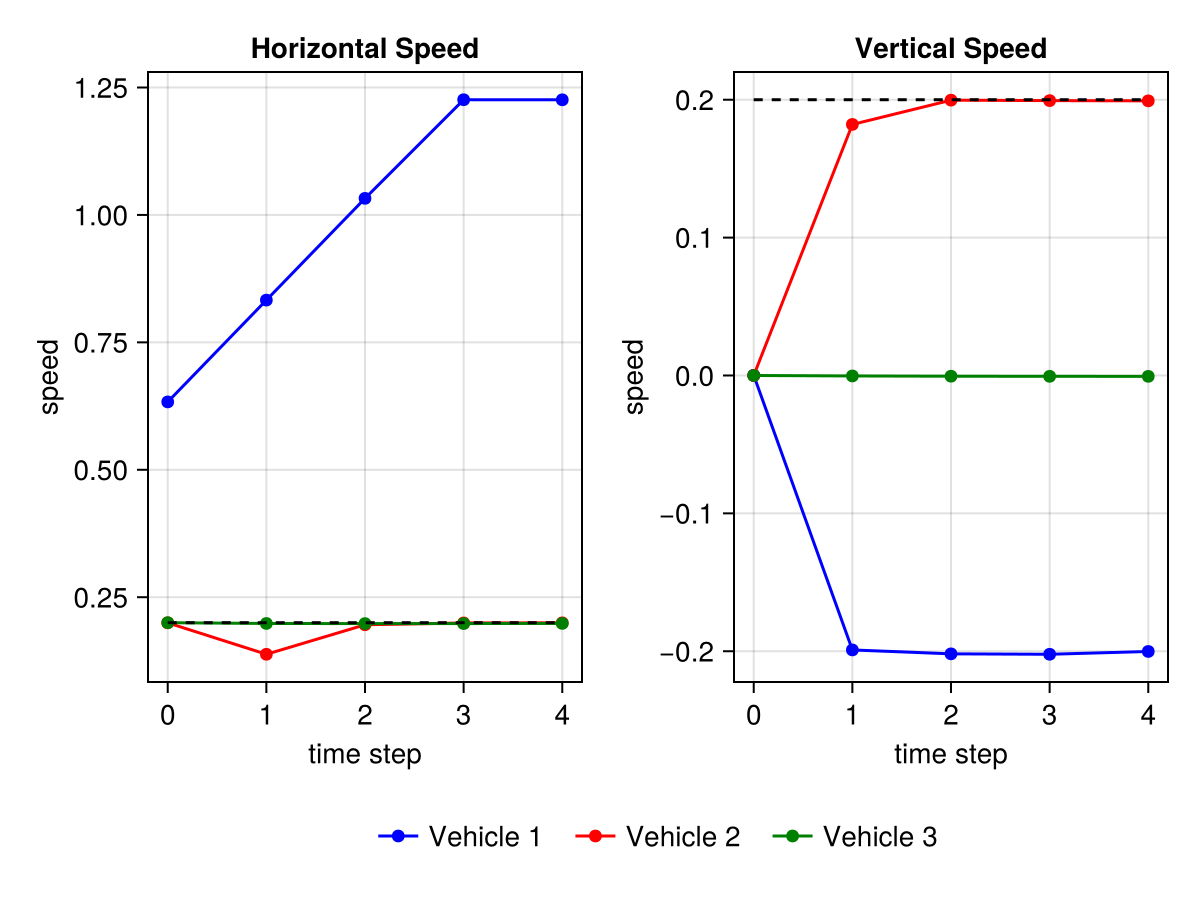 Horizontal Speed
speed
1.25
1.00
0.75
0.50
0.25
0 1 2 3 4
time step
Vertical Speed
speed
0.2
0.1
0.0
−0.1
−0.2
0 1 2 3 4
time step
Vehicle 1 Vehicle 2 Vehicle 3